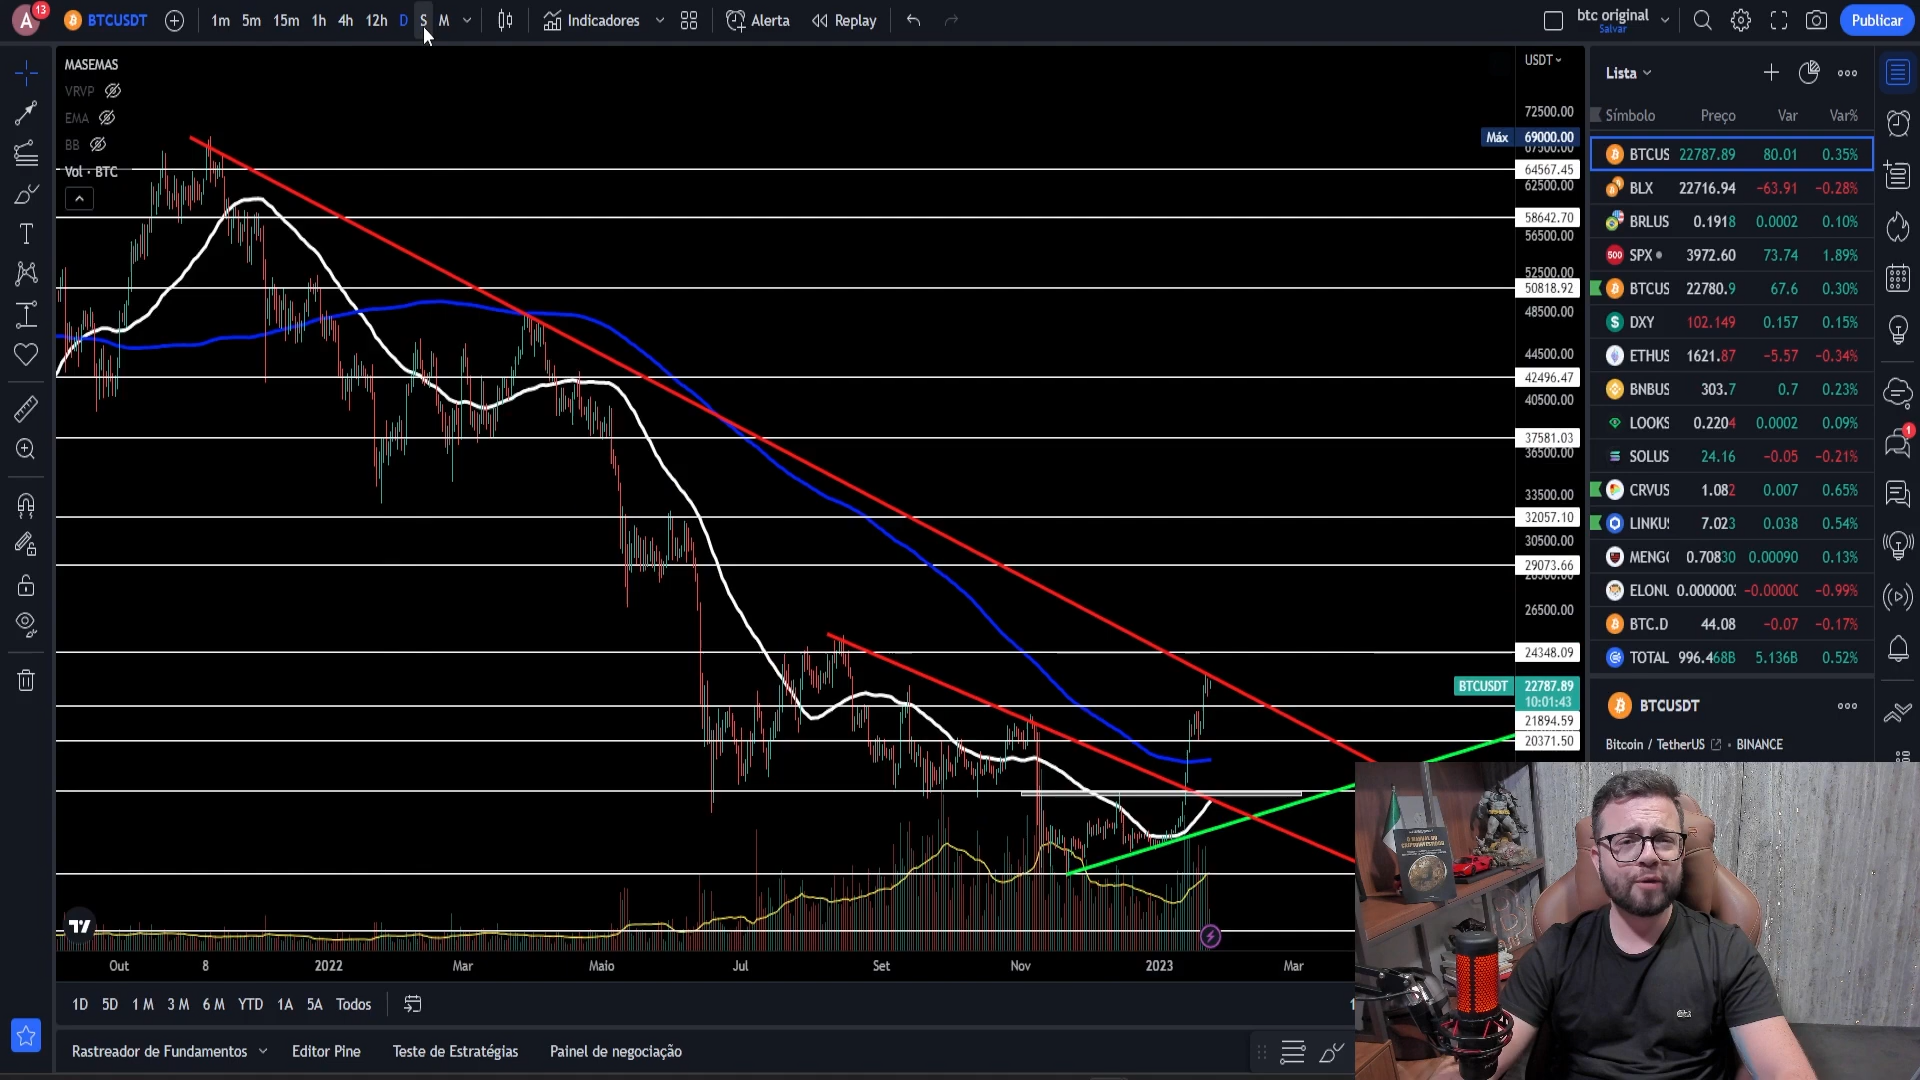 A 13 BTCUSDT 1m 5m 15m 1h 4h 12h D S M Indicadores Alerta Replay btc original Salvar Publicar
MASEMAS
VRVP
EMA
BB
Vol · BTC
USDT
72500.00
Máx 69000.00
67500.00
64567.45
62500.00
58642.70
56500.00
52500.00
50818.92
48500.00
44500.00
42496.47
40500.00
37581.03
36500.00
33500.00
32057.10
30500.00
29073.66
26500.00
24348.09
BTCUSDT 22787.89
10:01:43
21894.59
20371.50
Out 8 2022 Mar Maio Jul Set Nov 2023 Mar
1D 5D 1 M 3 M 6 M YTD 1A 5A Todos
Rastreador de Fundamentos Editor Pine Teste de Estratégias Painel de negociação
Lista
Símbolo Preço Var Var%
BTCUS 22787.89 80.01 0.35%
BLX 22716.94 −63.91 −0.28%
BRLUS 0.1918 0.0002 0.10%
500 SPX 3972.60 73.74 1.89%
BTCUS 22780.9 67.6 0.30%
DXY 102.149 0.157 0.15%
ETHUS 1621.87 −5.57 −0.34%
BNBUS 303.7 0.7 0.23%
LOOKS 0.2204 0.0002 0.09%
SOLUS 24.16 −0.05 −0.21%
CRVUS 1.082 0.007 0.65%
LINKU 7.023 0.038 0.54%
MENG 0.70830 0.00090 0.13%
ELONU 0.000000 −0.0000 −0.99%
BTC.D 44.08 −0.07 −0.17%
TOTAL 996.468B 5.136B 0.52%
BTCUSDT
Bitcoin / TetherUS · BINANCE
1